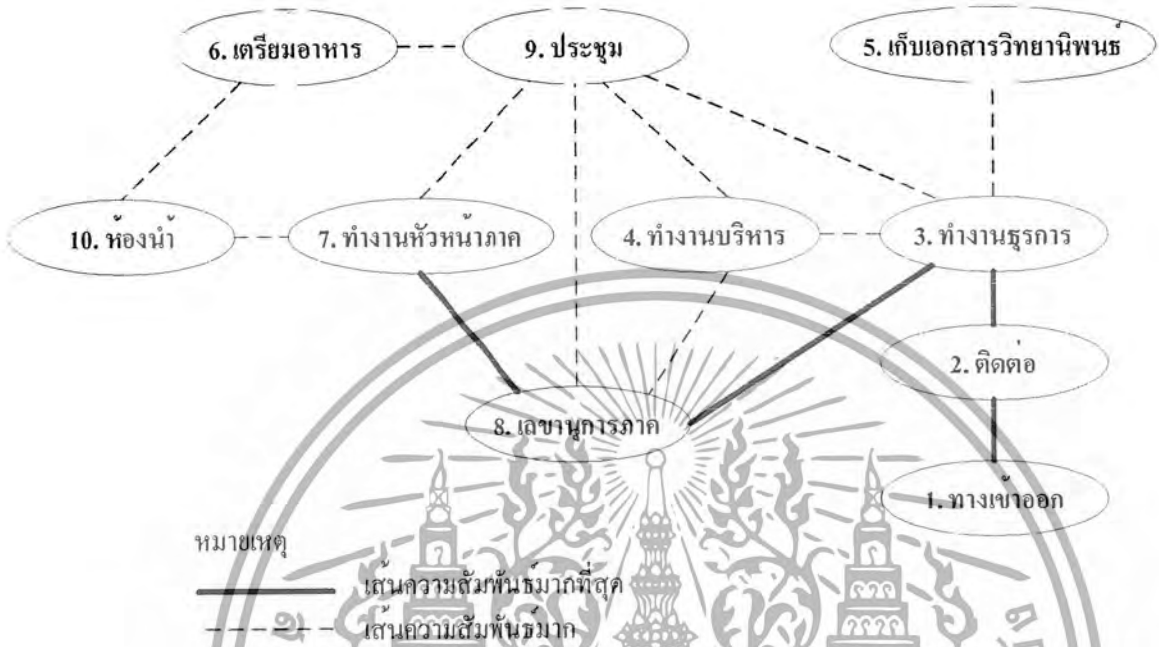 6. เตรียมอาหาร
9. ประชุม
5. เก็บเอกสารวิทยานิพนธ์
10. ห้องน้ำ
7. ทำงานหัวหน้าภาค
4. ทำงานบริหาร
3. ทำงานธุรการ
2. ติดต่อ
8. เลขานุการภาค
1. ทางเข้าออก
หมายเหตุ
เส้นความสัมพันธ์มากที่สุด
เส้นความสัมพันธ์มาก